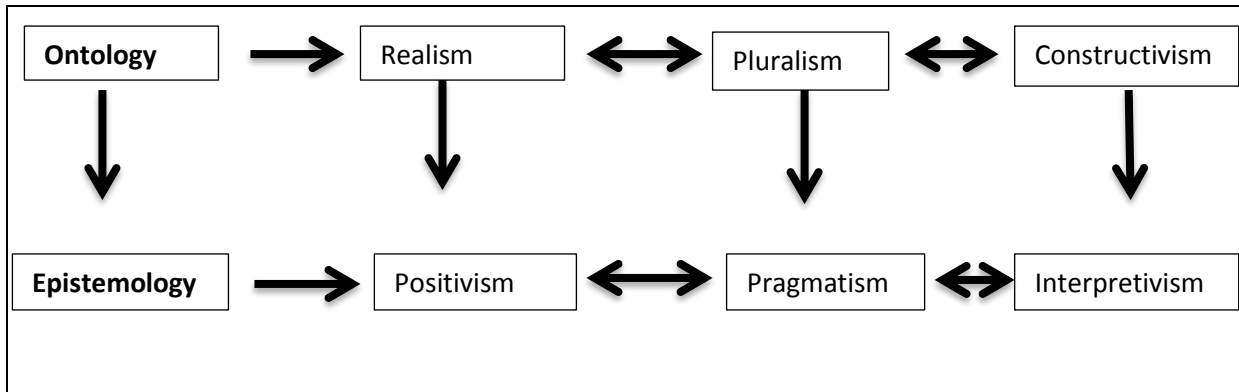 Ontology
Realism
Pluralism
Constructivism
Epistemology
Positivism
Pragmatism
Interpretivism